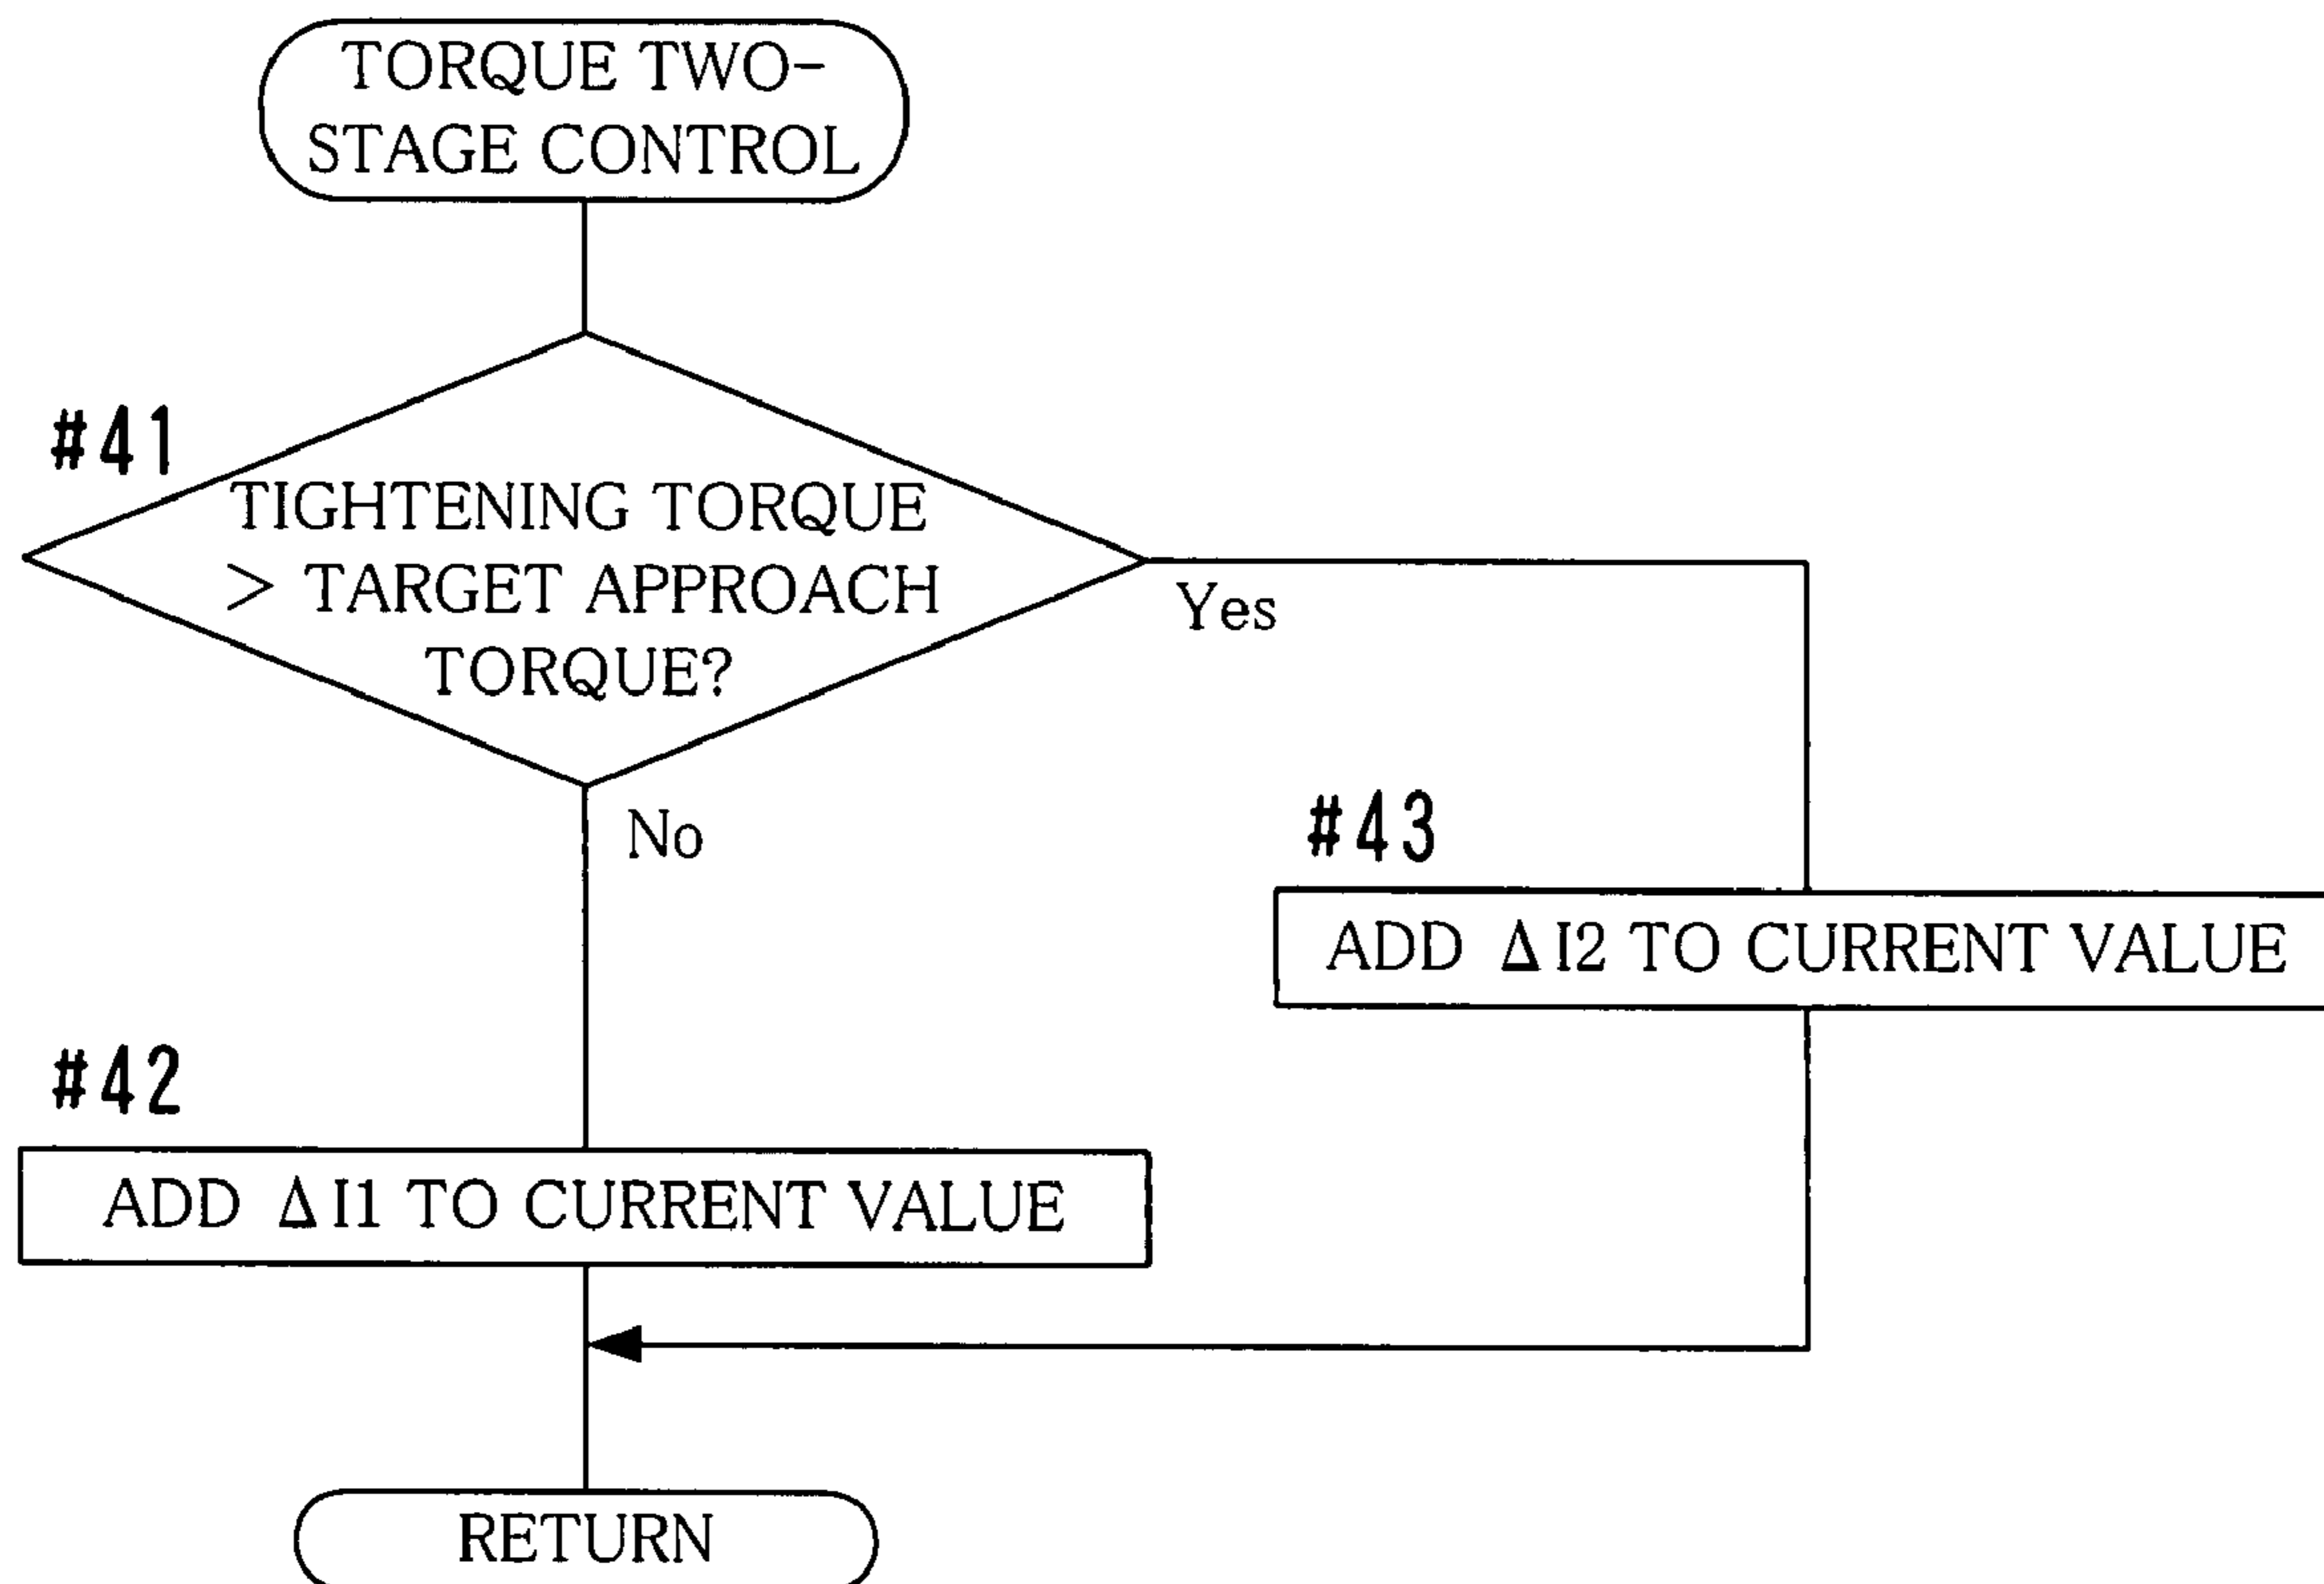 TORQUE TWO-
STAGE CONTROL
#41
TIGHTENING TORQUE
> TARGET APPROACH
TORQUE?
Yes
No
#43
ADD ΔI2 TO CURRENT VALUE
#42
ADD ΔI1 TO CURRENT VALUE
RETURN